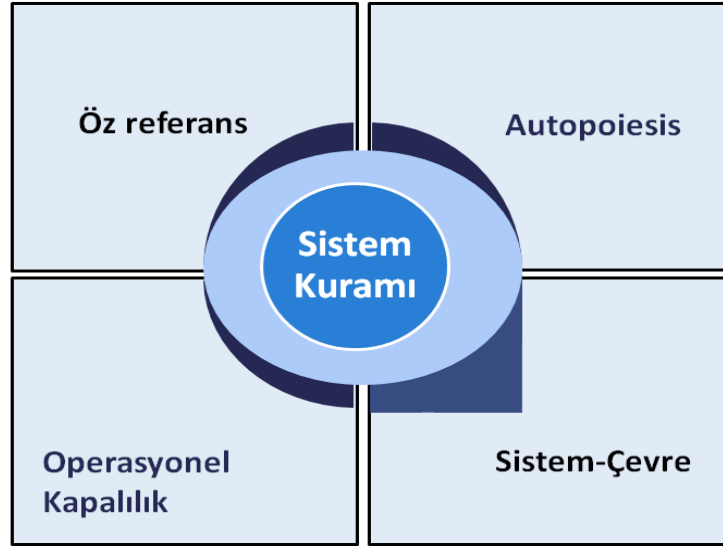 Öz referans
Autopoiesis
Sistem
Kuramı
Operasyonel
Kapalılık
Sistem-Çevre